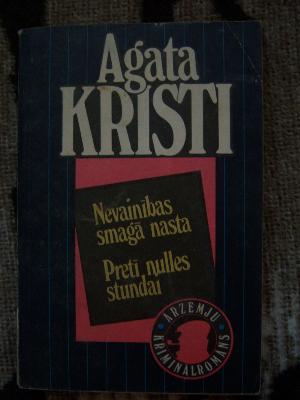 Agata
KRISTI
Nevainības
smagā nasta
Pretī nulles
stundai
ĀRZEMJU
KRIMINĀLROMĀNS